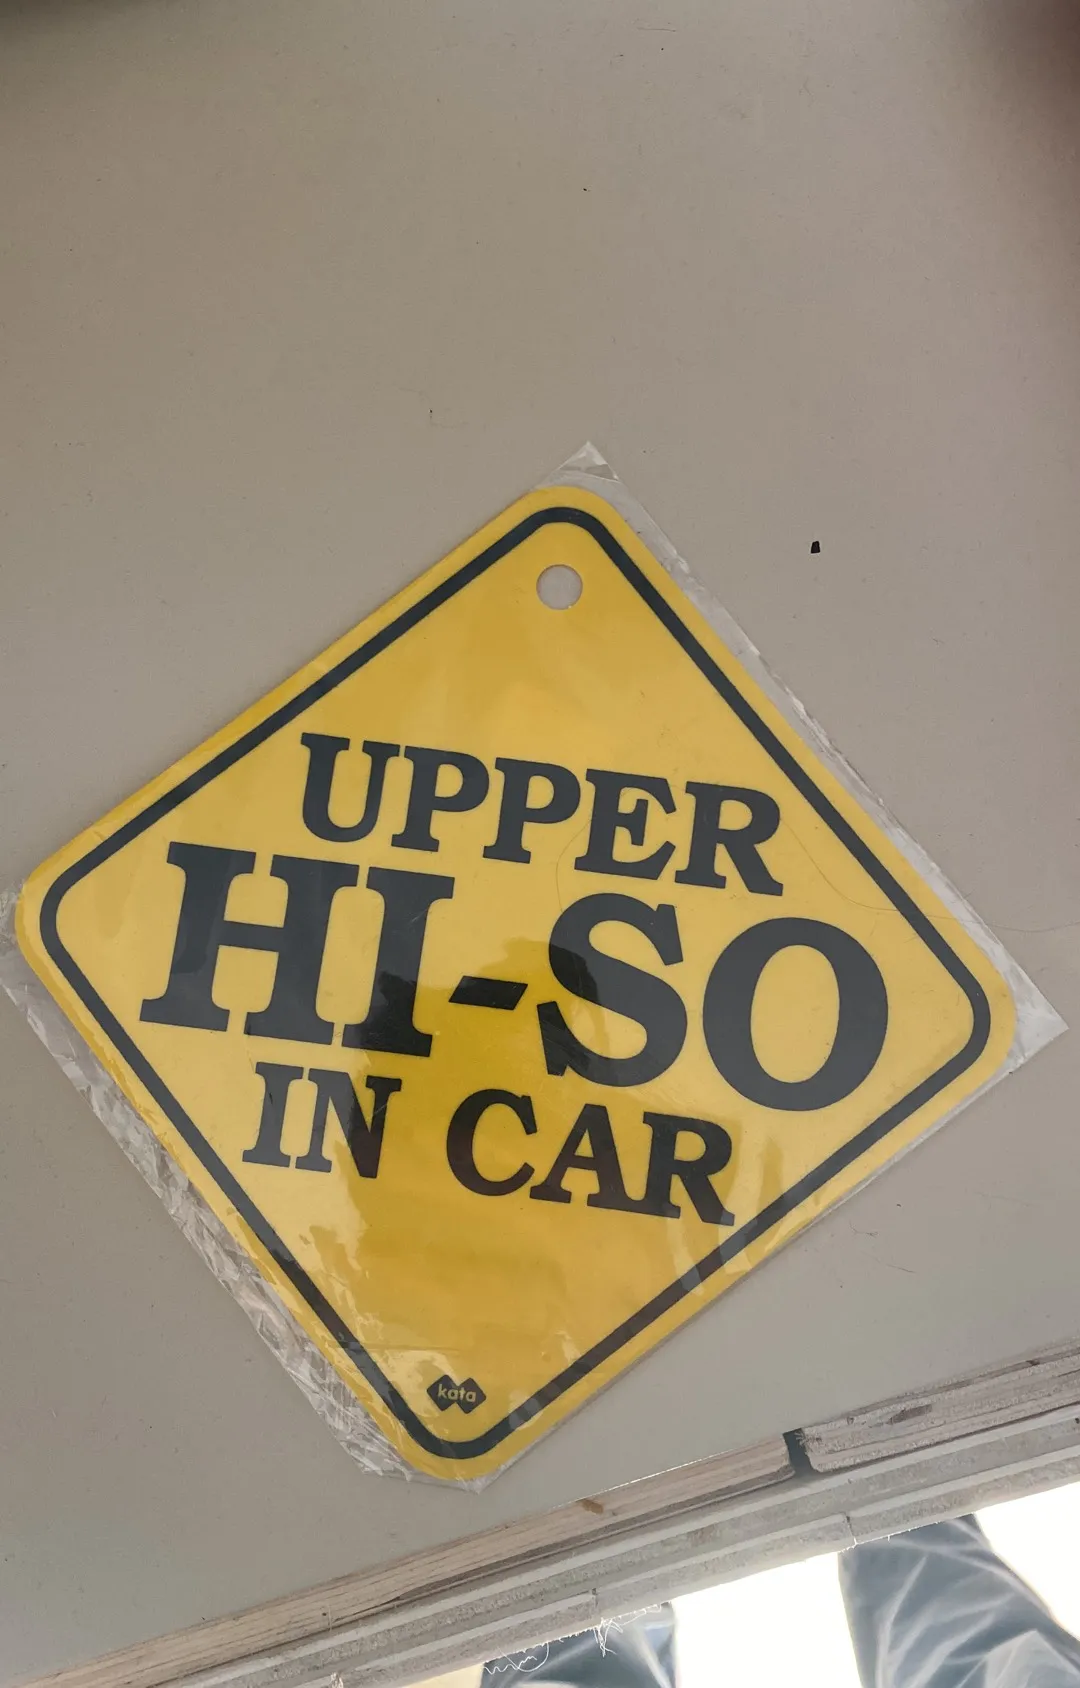 UPPER
HI-SO
IN CAR
kata